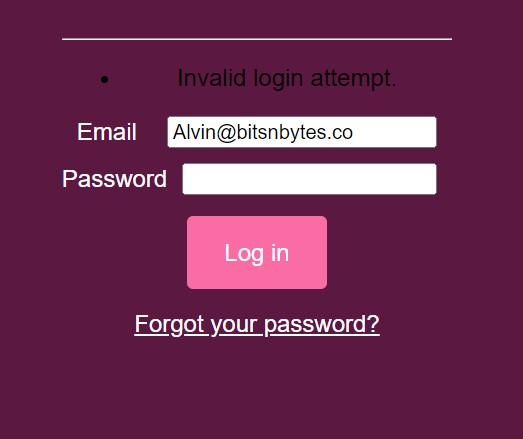 • Invalid login attempt.
Email Alvin@bitsnbytes.co
Password
Log in
Forgot your password?